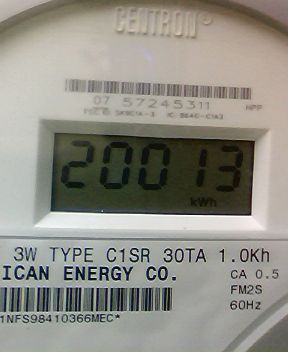 CENTRON®
07 57245311 HPP
20013
kWh
3W TYPE C1SR 30TA 1.0Kh
ICAN ENERGY CO. CA 0.5
FM2S
60Hz
1NFS98410366MEC*